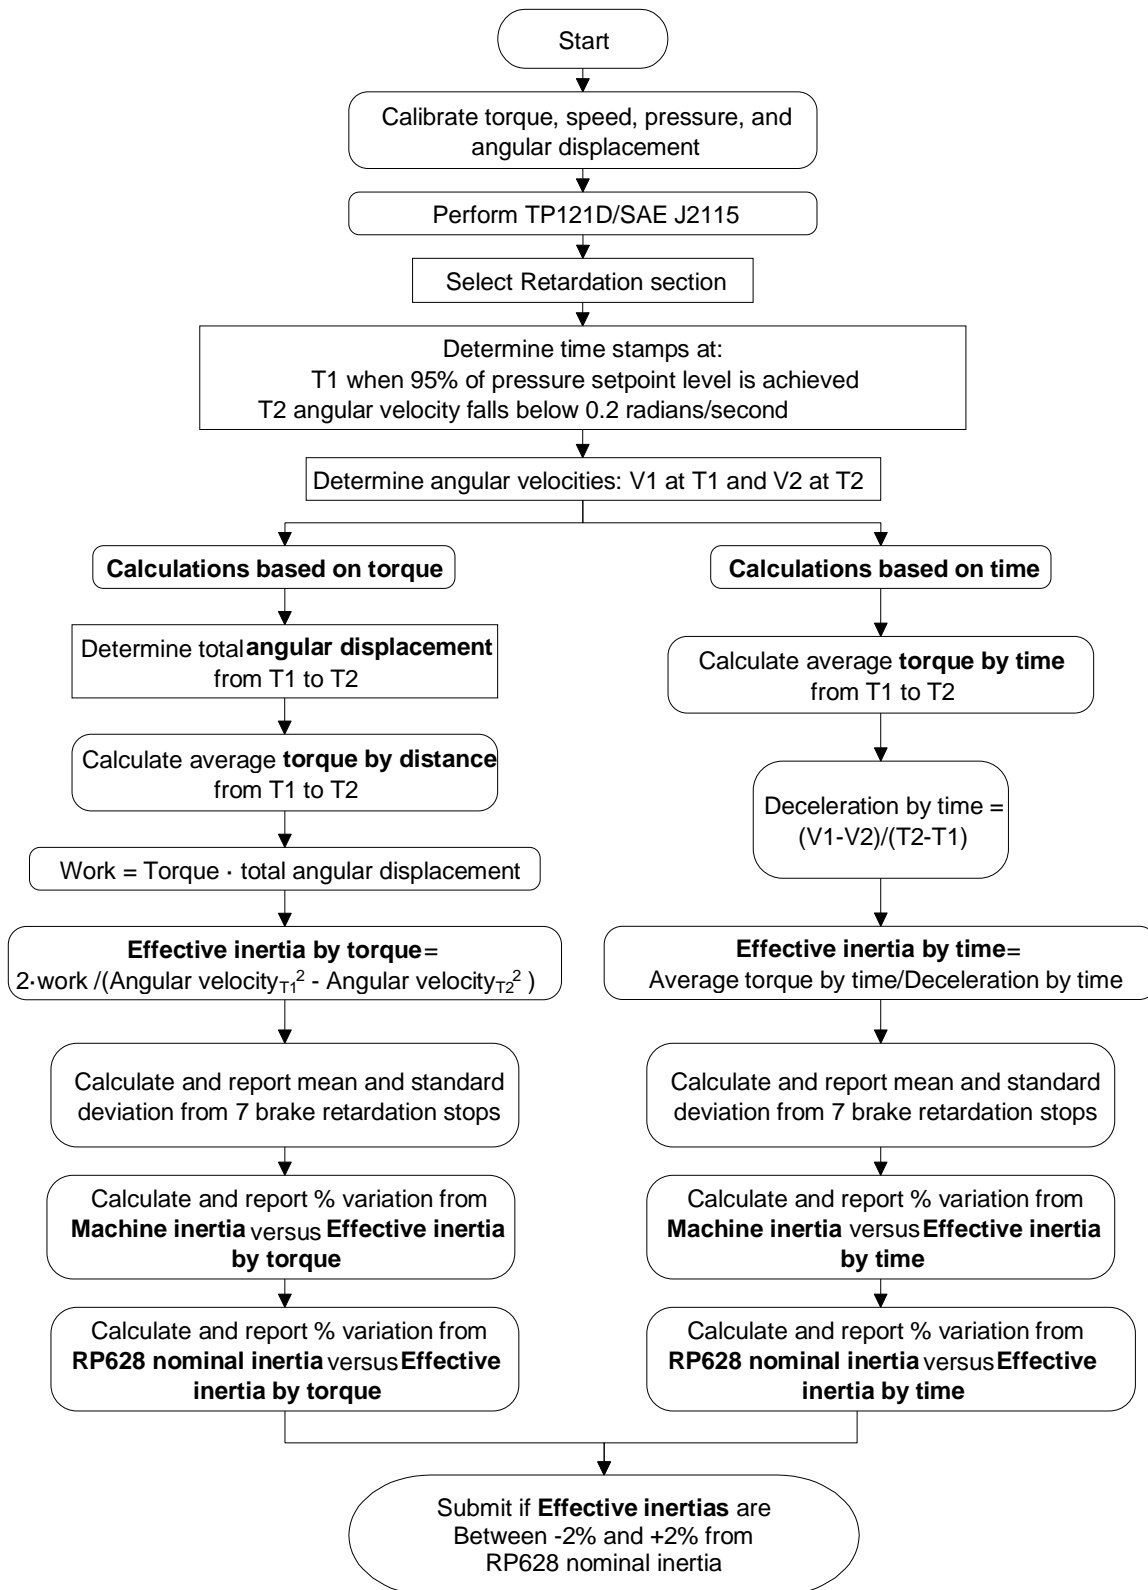 Start
Calibrate torque, speed, pressure, and
angular displacement
Perform TP121D/SAE J2115
Select Retardation section
Determine time stamps at:
T1 when 95% of pressure setpoint level is achieved
T2 angular velocity falls below 0.2 radians/second
Determine angular velocities: V1 at T1 and V2 at T2
Calculations based on torque
Determine total angular displacement
from T1 to T2
Calculate average torque by distance
from T1 to T2
Work = Torque · total angular displacement
Effective inertia by torque=
2·work /(Angular velocityT1² - Angular velocityT2² )
Calculate and report mean and standard
deviation from 7 brake retardation stops
Calculate and report % variation from
Machine inertia versus Effective inertia
by torque
Calculate and report % variation from
RP628 nominal inertia versus Effective
inertia by torque
Calculations based on time
Calculate average torque by time
from T1 to T2
Deceleration by time =
(V1-V2)/(T2-T1)
Effective inertia by time=
Average torque by time/Deceleration by time
Calculate and report mean and standard
deviation from 7 brake retardation stops
Calculate and report % variation from
Machine inertia versus Effective inertia
by time
Calculate and report % variation from
RP628 nominal inertia versus Effective
inertia by time
Submit if Effective inertias are
Between -2% and +2% from
RP628 nominal inertia